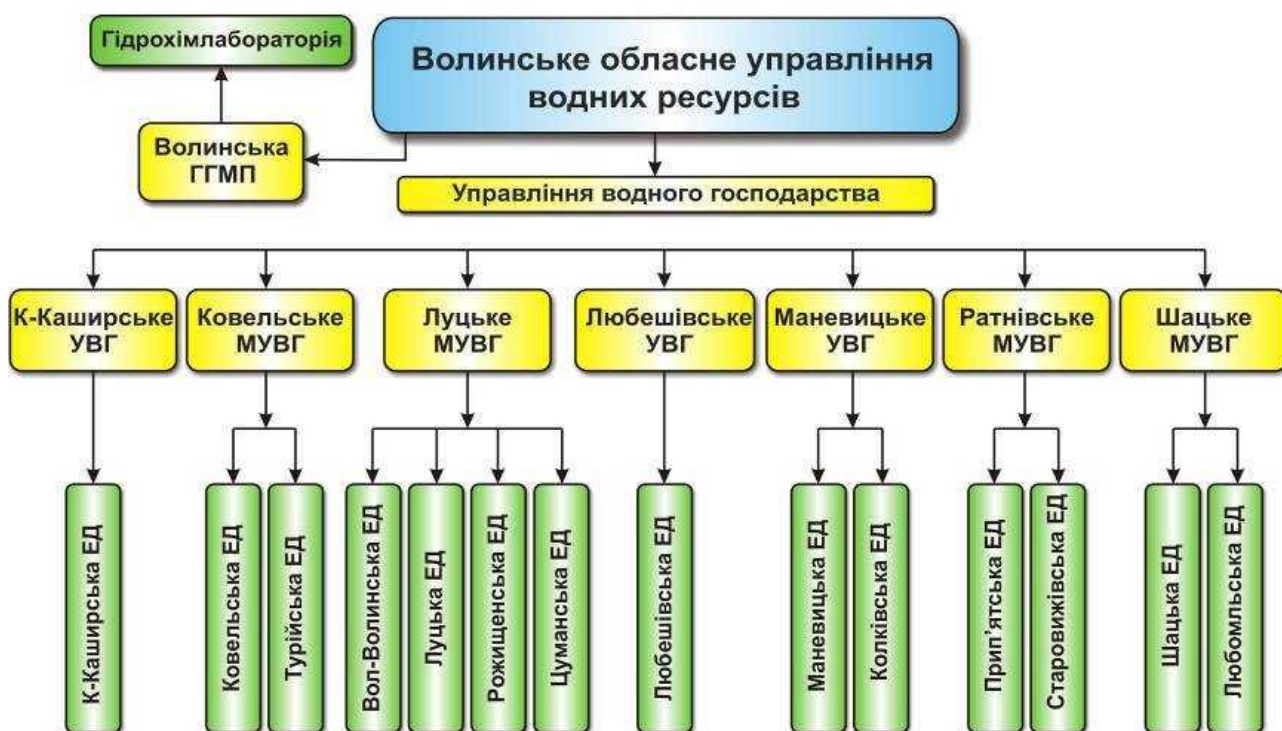 Гідрохімлабораторія
Волинське обласне управління
водних ресурсів
Волинська
ГГМП
Управління водного господарства
К-Каширське
УВГ
Ковельське
МУВГ
Луцьке
МУВГ
Любешівське
УВГ
Маневицьке
УВГ
Ратнівське
МУВГ
Шацьке
МУВГ
К-Каширська ЕД
Ковельська ЕД
Турійська ЕД
Вол-Волинська ЕД
Луцька ЕД
Рожищенська ЕД
Цуманська ЕД
Любешівська ЕД
Маневицька ЕД
Колківська ЕД
Прип'ятська ЕД
Старовижівська ЕД
Шацька ЕД
Любомльська ЕД